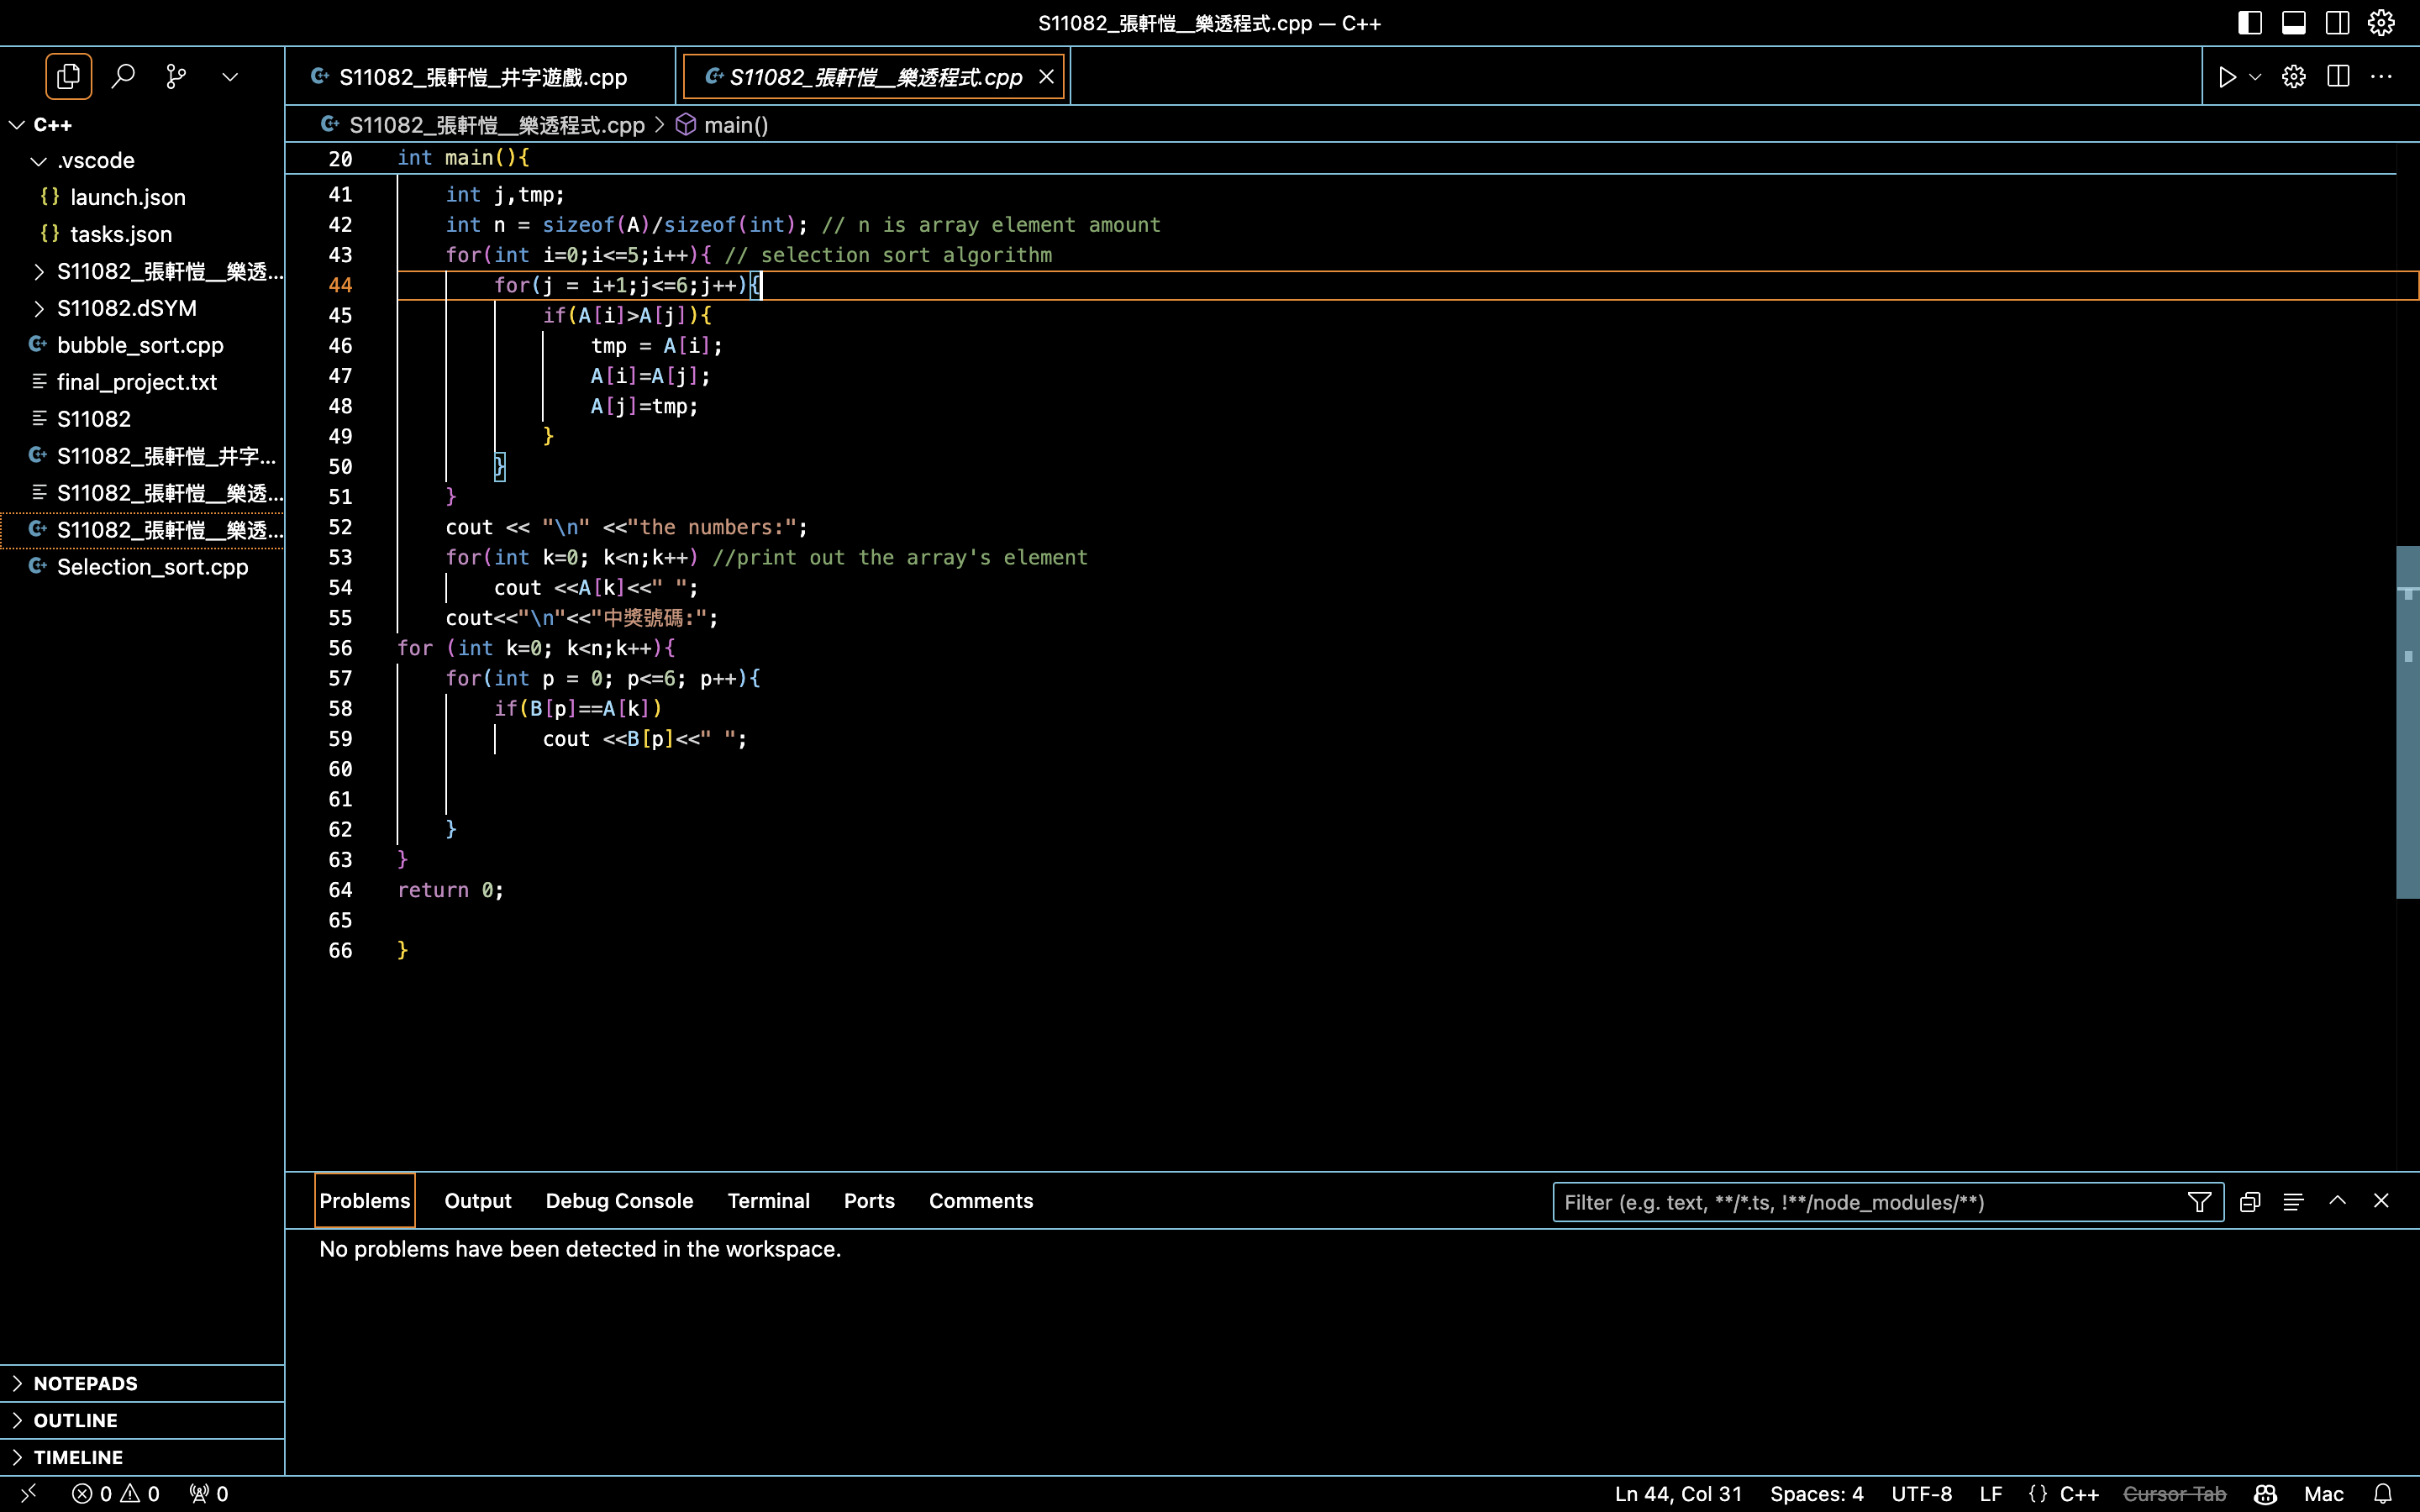 S11082_張軒愷__樂透程式.cpp — C++
S11082_張軒愷_井字遊戲.cpp
S11082_張軒愷__樂透程式.cpp
C++
.vscode
launch.json
tasks.json
S11082_張軒愷__樂透...
S11082.dSYM
bubble_sort.cpp
final_project.txt
S11082
S11082_張軒愷_井字...
S11082_張軒愷__樂透...
S11082_張軒愷__樂透...
Selection_sort.cpp
NOTEPADS
OUTLINE
TIMELINE
S11082_張軒愷__樂透程式.cpp > main()
20 int main(){
41 int j,tmp;
42 int n = sizeof(A)/sizeof(int); // n is array element amount
43 for(int i=0;i<=5;i++){ // selection sort algorithm
44 for(j = i+1;j<=6;j++){
45 if(A[i]>A[j]){
46 tmp = A[i];
47 A[i]=A[j];
48 A[j]=tmp;
49 }
50 }
51 }
52 cout << "\n" <<"the numbers:";
53 for(int k=0; k<n;k++) //print out the array's element
54 cout <<A[k]<<" ";
55 cout<<"\n"<<"中獎號碼:";
56 for (int k=0; k<n;k++){
57 for(int p = 0; p<=6; p++){
58 if(B[p]==A[k])
59 cout <<B[p]<<" ";
60
61
62 }
63 }
64 return 0;
65
66 }
Problems Output Debug Console Terminal Ports Comments
Filter (e.g. text, **/*.ts, !**/node_modules/**)
No problems have been detected in the workspace.
0 0 0
Ln 44, Col 31 Spaces: 4 UTF-8 LF {} C++ Cursor Tab Mac